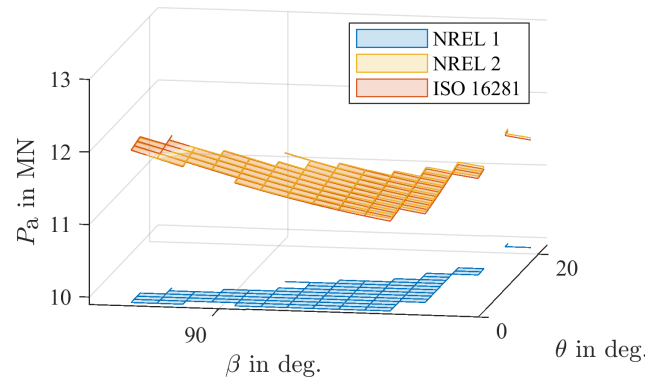 NREL 1
NREL 2
ISO 16281
13
12
11
10
Pa in MN
90
β in deg.
0
20
θ in deg.